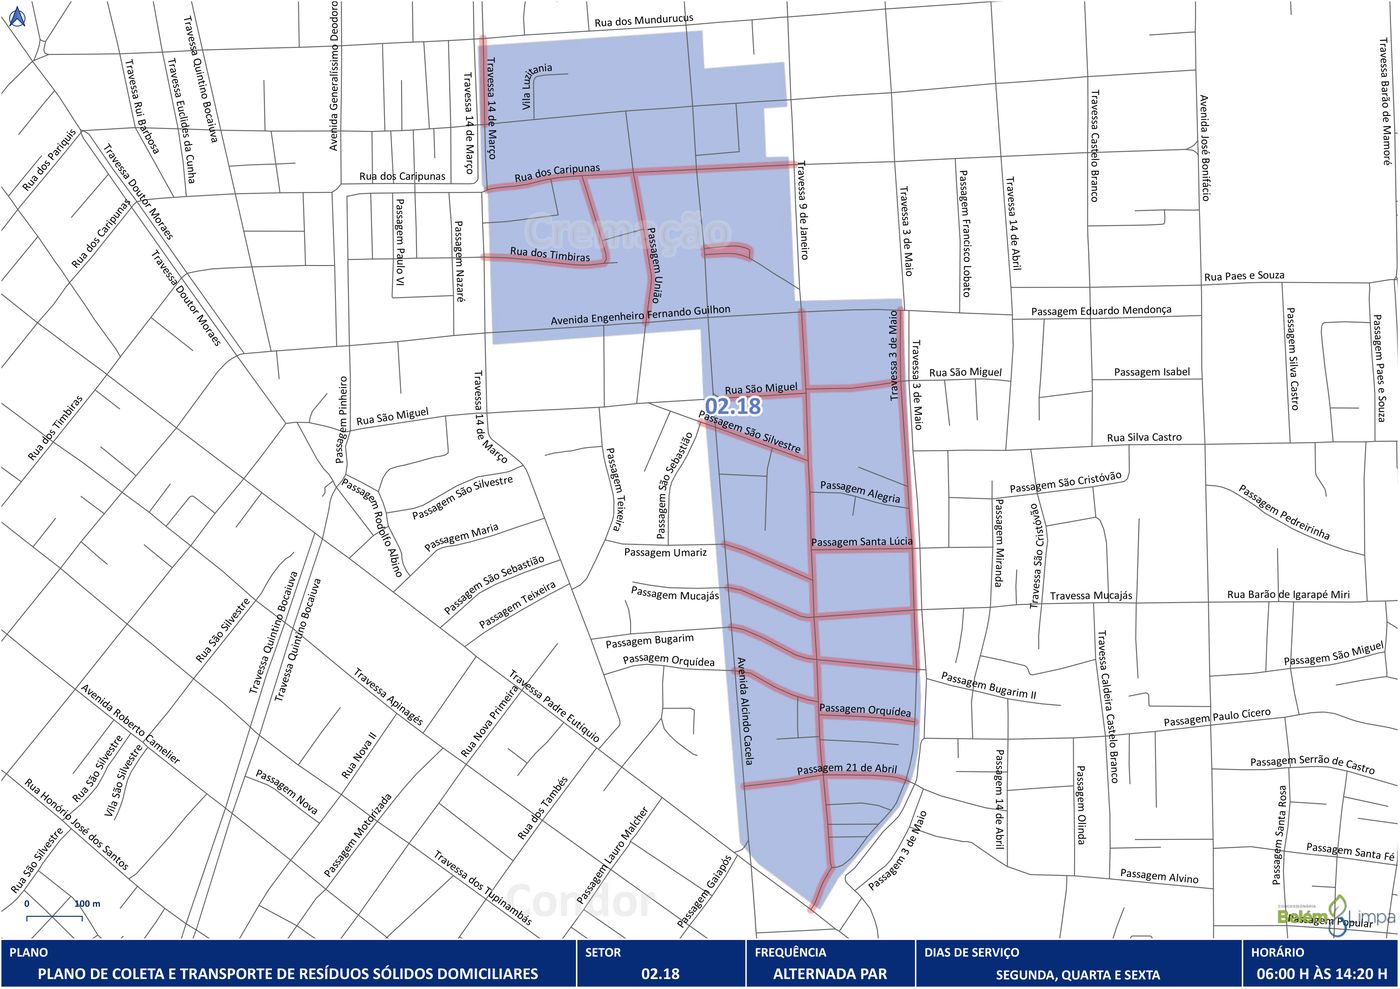 Rua dos Mundurucus
Travessa Quintino Bocaiuva
Avenida Generalíssimo Deodoro
Travessa Rui Barbosa
Travessa Euclides da Cunha
Travessa 14 de Março
Travessa 14 de Março
Vila Luzitania
Travessa Castelo Branco
Avenida José Bonifácio
Travessa Barão de Mamoré
Rua dos Pariquis
Travessa Doutor Moraes
Rua dos Caripunas
Rua dos Caripunas
Rua dos Caripunas
Travessa 9 de Janeiro
Travessa 3 de Maio
Passagem Francisco Lobato
Travessa 14 de Abril
Passagem Paulo VI
Passagem Nazaré
Cremação
Rua dos Timbiras
Passagem União
Travessa Doutor Moraes
Rua Paes e Souza
Avenida Engenheiro Fernando Guilhon
Passagem Eduardo Mendonça
Passagem Silva Castro
Passagem Paes e Souza
Travessa 3 de Maio
Travessa 3 de Maio
Rua São Miguel
Rua São Miguel
Passagem Isabel
Rua dos Timbiras
Passagem Pinheiro
Rua São Miguel
Travessa 14 de Março
02.18
Passagem São Silvestre
Rua Silva Castro
Passagem Rodolfo Albino
Passagem São Silvestre
Passagem Teixeira
Passagem São Sebastião
Passagem Alegria
Passagem São Cristóvão
Passagem Pedreirinha
Passagem Maria
Passagem Miranda
Travessa São Cristóvão
Passagem Santa Lúcia
Passagem Umariz
Passagem São Sebastião
Passagem Teixeira
Passagem Mucajás
Travessa Mucajás
Rua Barão de Igarapé Miri
Rua São Silvestre
Travessa Quintino Bocaiuva
Travessa Quintino Bocaiuva
Passagem Bugarim
Passagem Orquídea
Avenida Alcindo Cacela
Passagem São Miguel
Travessa Caldeira Castelo Branco
Passagem Bugarim II
Travessa Apinagés
Travessa Padre Eutíquio
Rua Nova Primeira
Passagem Orquídea
Passagem Paulo Cícero
Avenida Roberto Camelier
Rua São Silvestre
Vila São Silvestre
Rua Nova II
Passagem Nova
Passagem 21 de Abril
Passagem Serrão de Castro
Passagem 14 de Abril
Passagem Olinda
Passagem Santa Rosa
Rua Honório José dos Santos
Passagem Motorizada
Rua dos Tambés
Passagem Lauro Malcher
Passagem 3 de Maio
Passagem Santa Fé
Rua São Silvestre
Travessa dos Tupinambás
Condor
Passagem Gaiapós
Passagem Alvino
Passagem Popular
0 100 m
CONCESSIONÁRIA
Belém Limpa
PLANO
PLANO DE COLETA E TRANSPORTE DE RESÍDUOS SÓLIDOS DOMICILIARES
SETOR
02.18
FREQUÊNCIA
ALTERNADA PAR
DIAS DE SERVIÇO
SEGUNDA, QUARTA E SEXTA
HORÁRIO
06:00 H ÀS 14:20 H